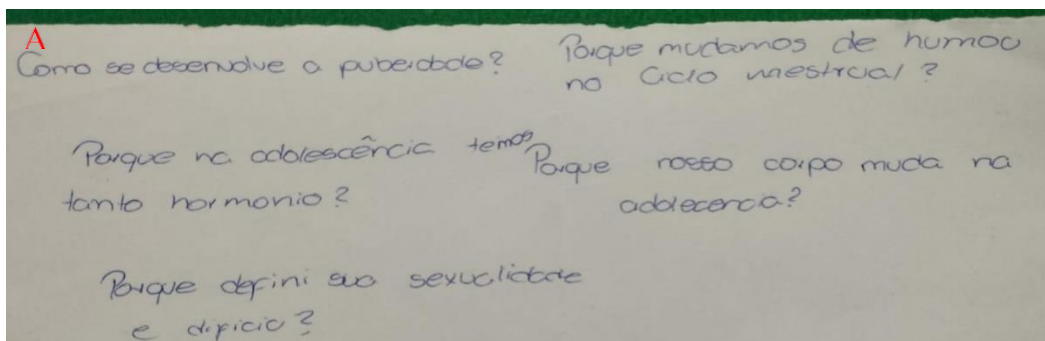 A
Como se desenvolve a puberdade?
Porque mudamos de humoo
no Ciclo mestrual?
Porque na adolescência temos
tanto hormonio?
Porque nosso corpo muda na
adolecencia?
Porque defini sua sexualidade
e dificio?